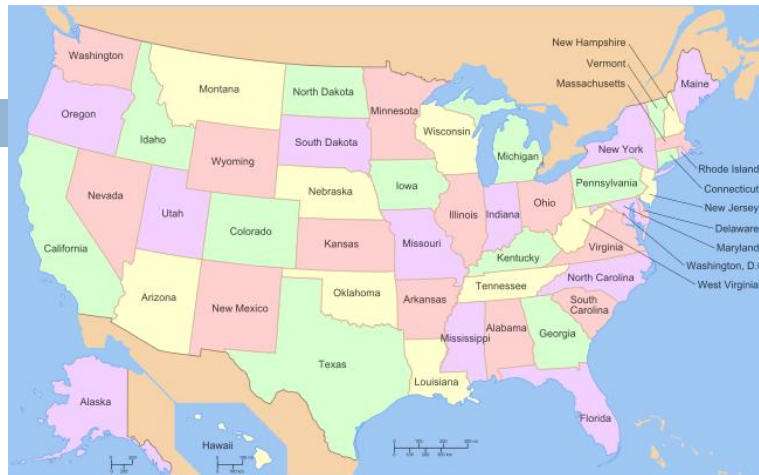 New Hampshire
Vermont
Massachusetts
Washington
Montana
North Dakota
Minnesota
Maine
Oregon
Idaho
South Dakota
Wisconsin
Michigan
New York
Wyoming
Rhode Island
Connecticut
New Jersey
Delaware
Maryland
Washington, D.
West Virginia
Nebraska
Iowa
Pennsylvania
Nevada
Utah
Colorado
Kansas
Missouri
Illinois
Indiana
Ohio
Kentucky
Virginia
California
Arizona
New Mexico
Oklahoma
Arkansas
Tennessee
North Carolina
South
Carolina
Texas
Louisiana
Mississippi
Alabama
Georgia
Florida
Alaska
Hawaii